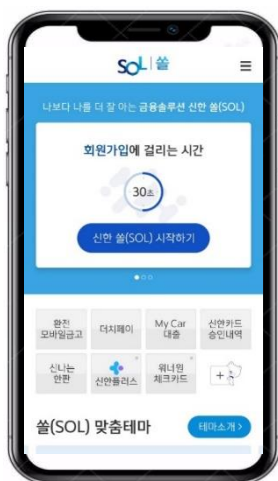 SOL 쏠
나보다 나를 더 잘 아는 금융솔루션 신한 쏠(SOL)
회원가입에 걸리는 시간
30초
신한 쏠(SOL) 시작하기
환전
모바일금고
더치페이
My Car
대출
신한카드
승인내역
신나는
한판
신한플러스
워너원
체크카드
쏠(SOL) 맞춤테마
테마소개 >